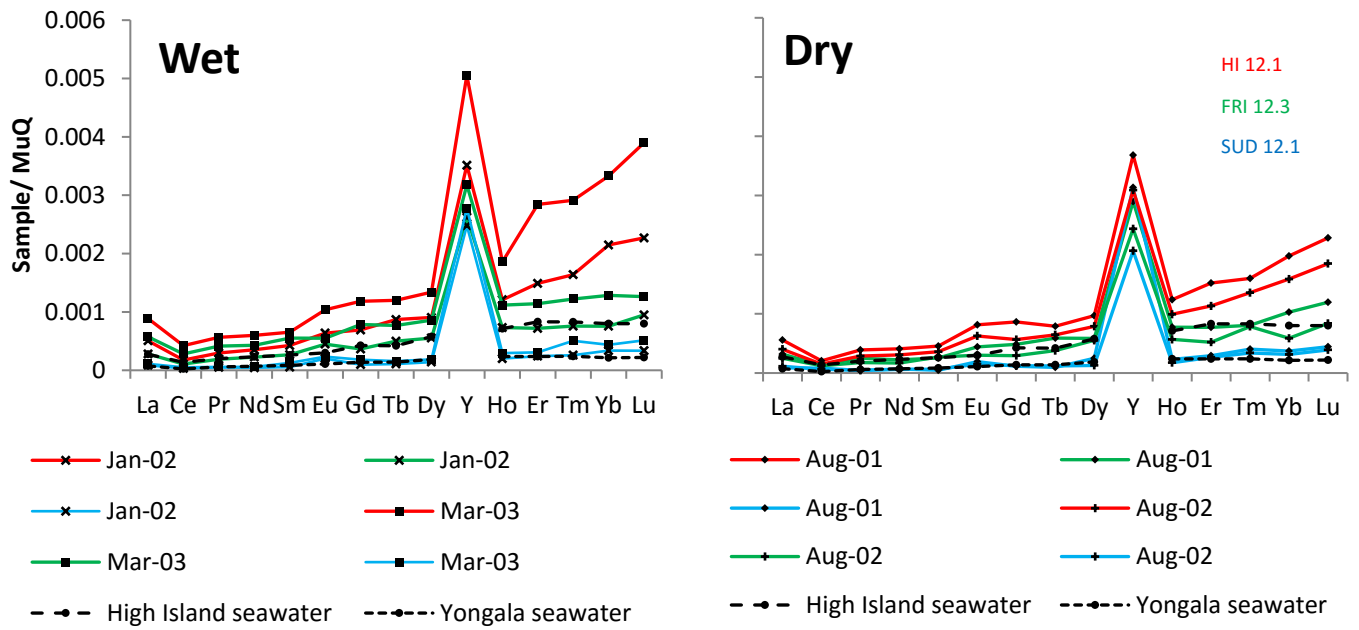 Wet
Sample/ MuQ
0.006
0.005
0.004
0.003
0.002
0.001
0
La Ce Pr Nd Sm Eu Gd Tb Dy Y Ho Er Tm Yb Lu
Jan-02 Jan-02
Jan-02 Mar-03
Mar-03 Mar-03
High Island seawater Yongala seawater
Dry
HI 12.1
FRI 12.3
SUD 12.1
La Ce Pr Nd Sm Eu Gd Tb Dy Y Ho Er Tm Yb Lu
Aug-01 Aug-01
Aug-01 Aug-02
Aug-02 Aug-02
High Island seawater Yongala seawater